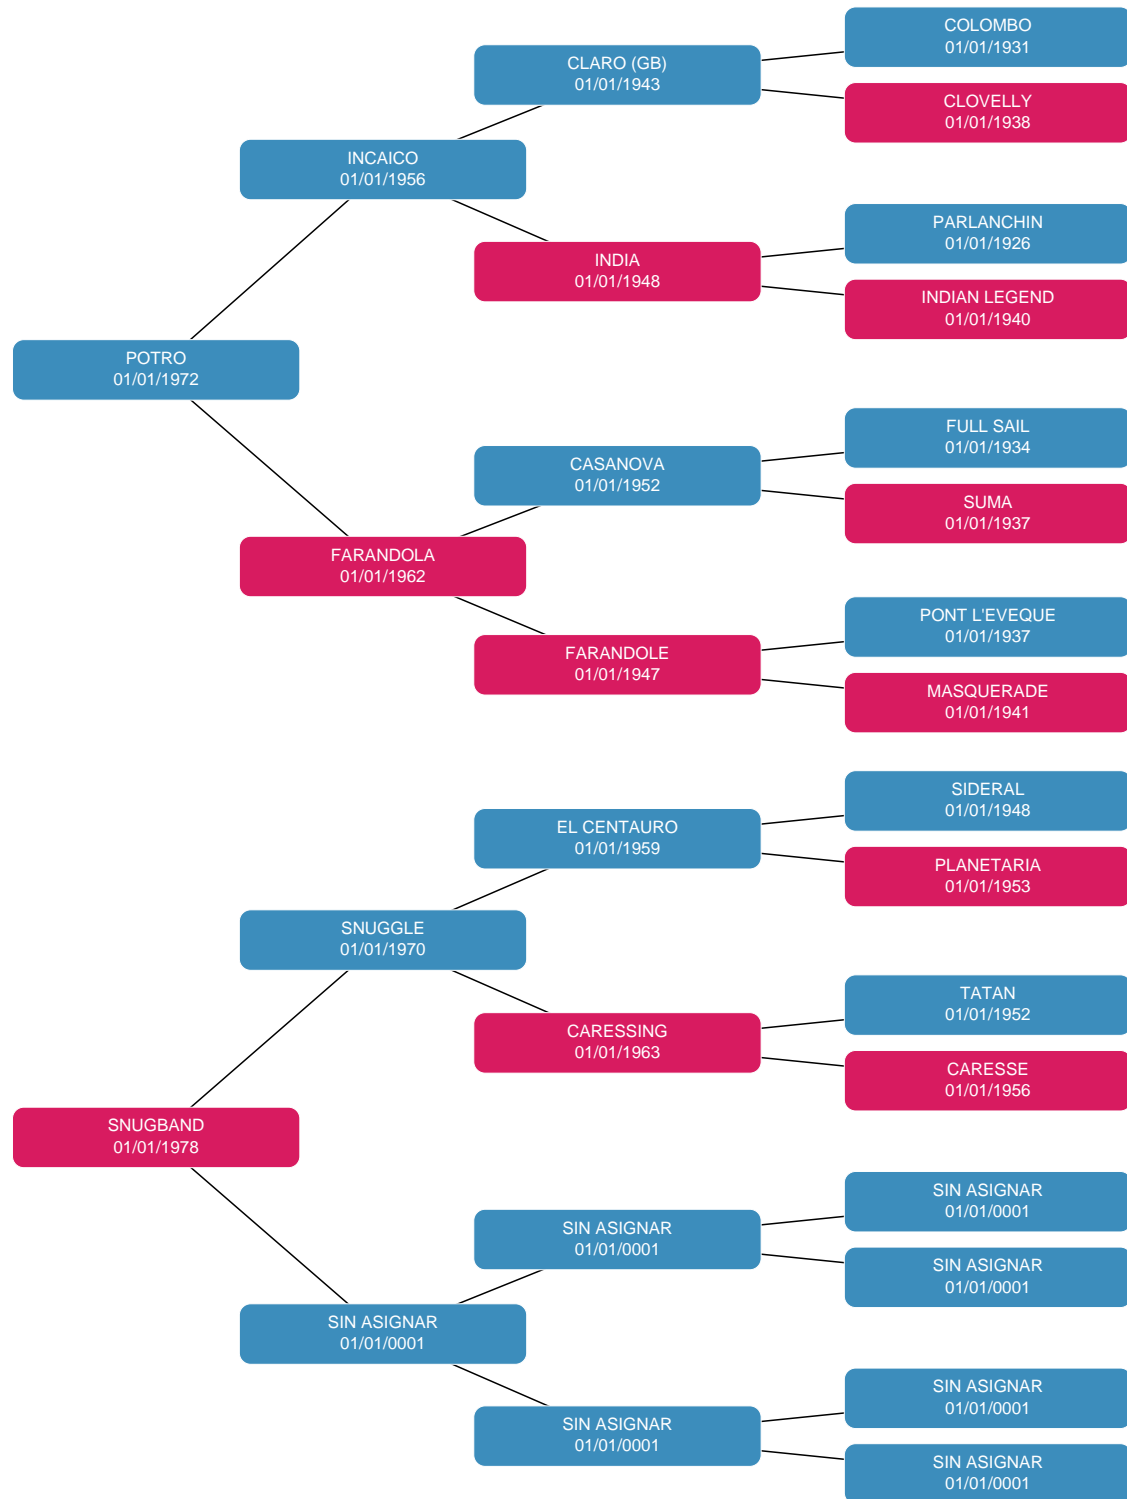 COLOMBO
01/01/1931
CLARO (GB)
01/01/1943
CLOVELLY
01/01/1938
INCAICO
01/01/1956
PARLANCHIN
01/01/1926
INDIA
01/01/1948
INDIAN LEGEND
01/01/1940
POTRO
01/01/1972
FULL SAIL
01/01/1934
CASANOVA
01/01/1952
SUMA
01/01/1937
FARANDOLA
01/01/1962
PONT L'EVEQUE
01/01/1937
FARANDOLE
01/01/1947
MASQUERADE
01/01/1941
SIDERAL
01/01/1948
EL CENTAURO
01/01/1959
PLANETARIA
01/01/1953
SNUGGLE
01/01/1970
TATAN
01/01/1952
CARESSING
01/01/1963
CARESSE
01/01/1956
SNUGBAND
01/01/1978
SIN ASIGNAR
01/01/0001
SIN ASIGNAR
01/01/0001
SIN ASIGNAR
01/01/0001
SIN ASIGNAR
01/01/0001
SIN ASIGNAR
01/01/0001
SIN ASIGNAR
01/01/0001
SIN ASIGNAR
01/01/0001